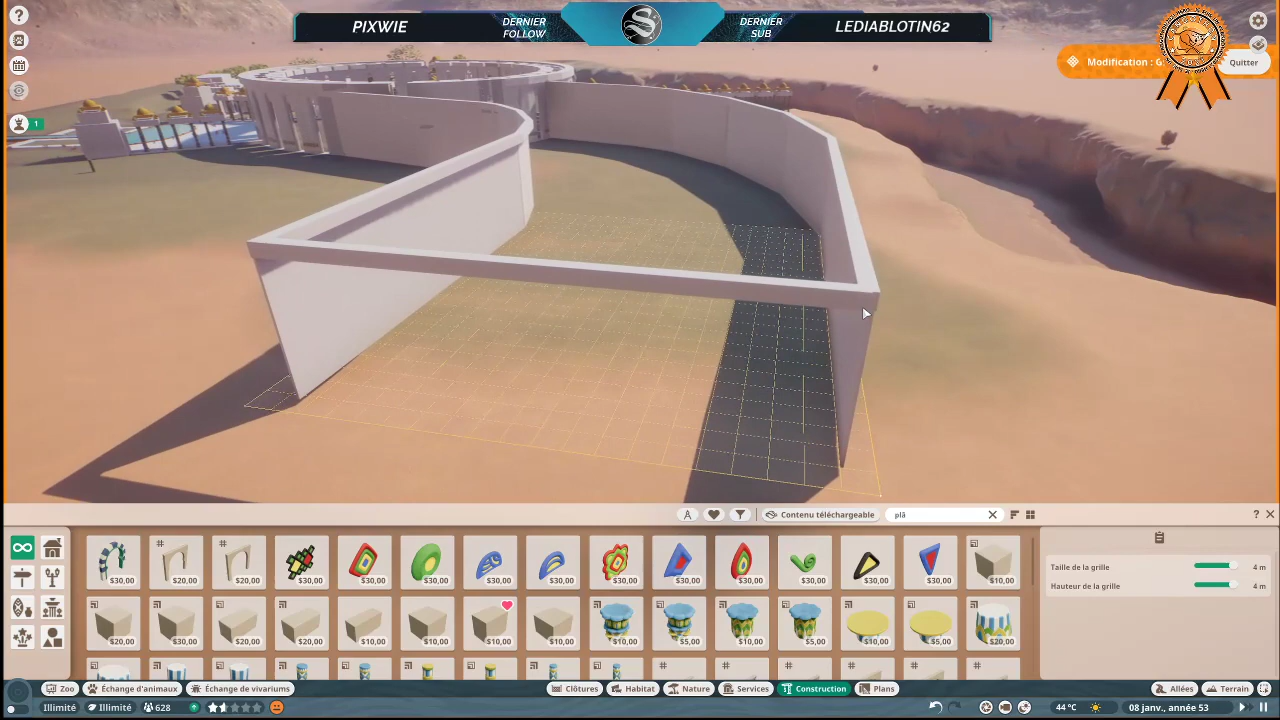 PIXWIE
DERNIER
FOLLOW
DERNIER
SUB
LEDIABLOTIN62
Modification : G
Quitter
1
Contenu téléchargeable
plâ
$30,00
$20,00
$20,00
$30,00
$30,00
$30,00
$30,00
$30,00
$30,00
$30,00
$30,00
$30,00
$30,00
$30,00
$10,00
$20,00
$30,00
$20,00
$20,00
$10,00
$10,00
$10,00
$10,00
$10,00
$5,00
$10,00
$5,00
$10,00
$5,00
$20,00
Taille de la grille
4 m
Hauteur de la grille
4 m
Zoo
Échange d'animaux
Échange de vivariums
Clôtures
Habitat
Nature
Services
Construction
Plans
Allées
Terrain
Illimité
Illimité
628
44 °C
08 janv., année 53